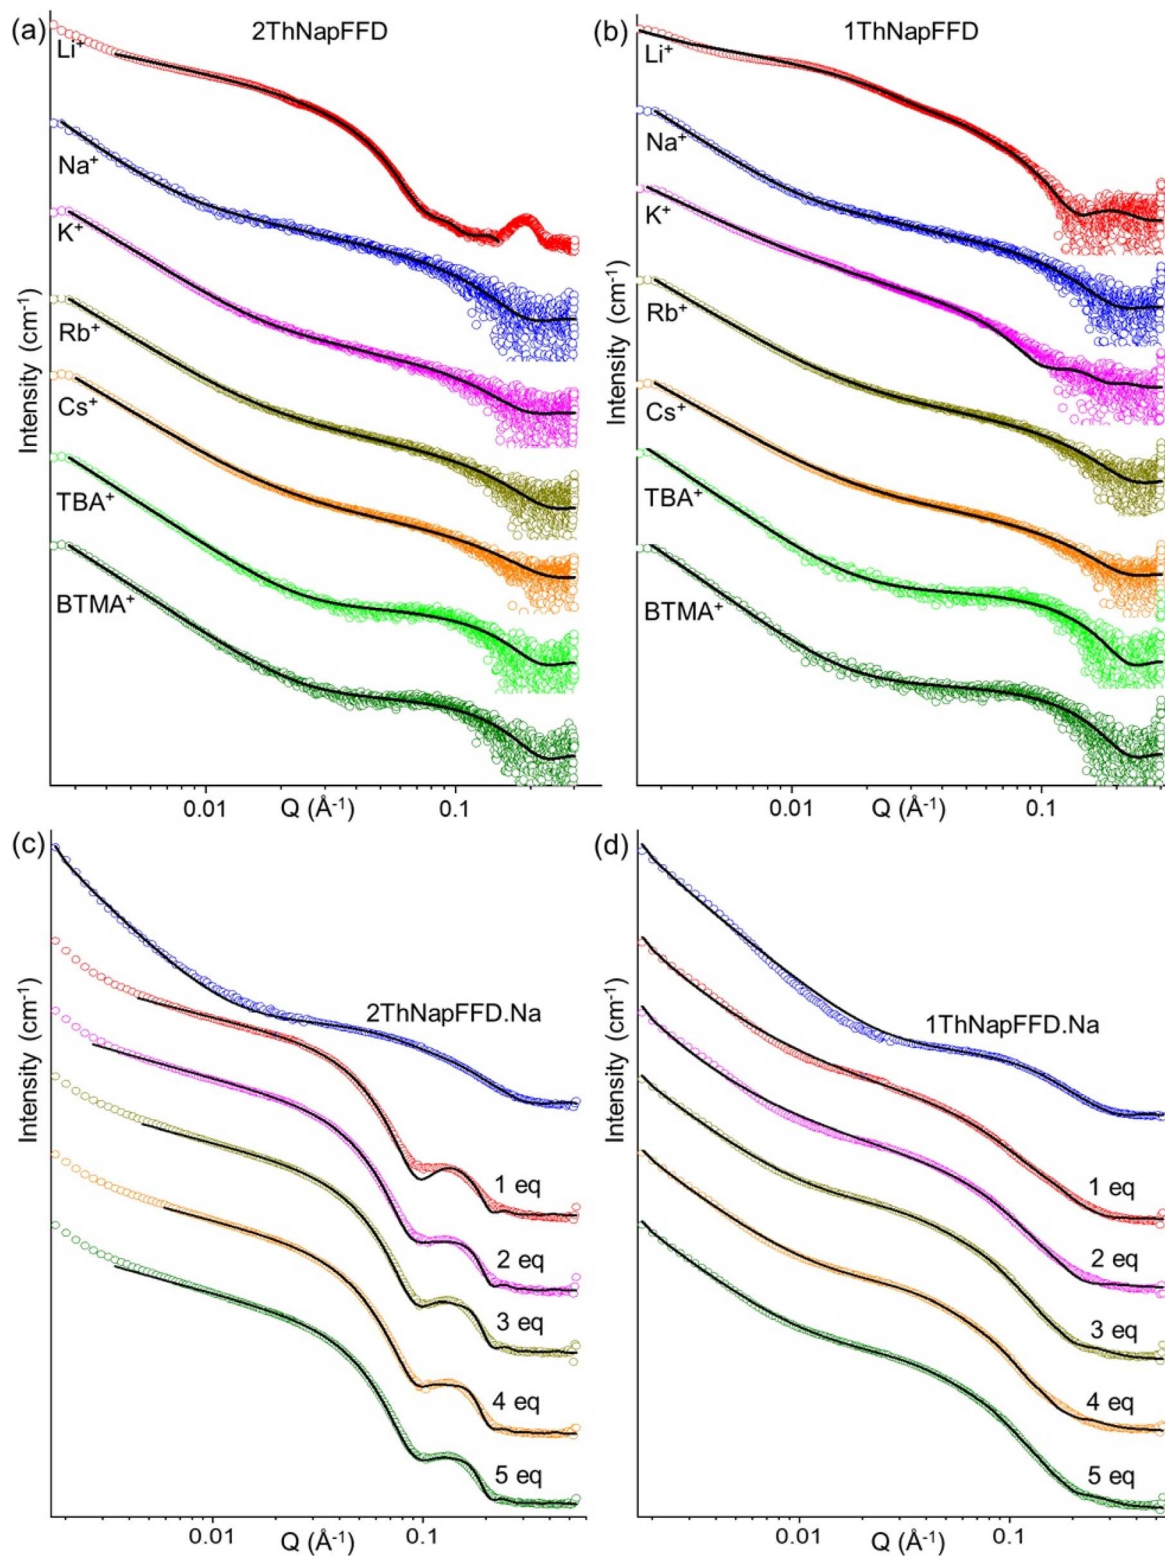 (a) 2ThNapFFD
Li⁺
Na⁺
K⁺
Rb⁺
Cs⁺
TBA⁺
BTMA⁺
Intensity (cm⁻¹)
0.01 0.1
Q (Å⁻¹)
(b) 1ThNapFFD
Li⁺
Na⁺
K⁺
Rb⁺
Cs⁺
TBA⁺
BTMA⁺
Intensity (cm⁻¹)
0.01 0.1
Q (Å⁻¹)
(c)
2ThNapFFD.Na
1 eq
2 eq
3 eq
4 eq
5 eq
Intensity (cm⁻¹)
0.01 0.1
Q (Å⁻¹)
(d)
1ThNapFFD.Na
1 eq
2 eq
3 eq
4 eq
5 eq
Intensity (cm⁻¹)
0.01 0.1
Q (Å⁻¹)